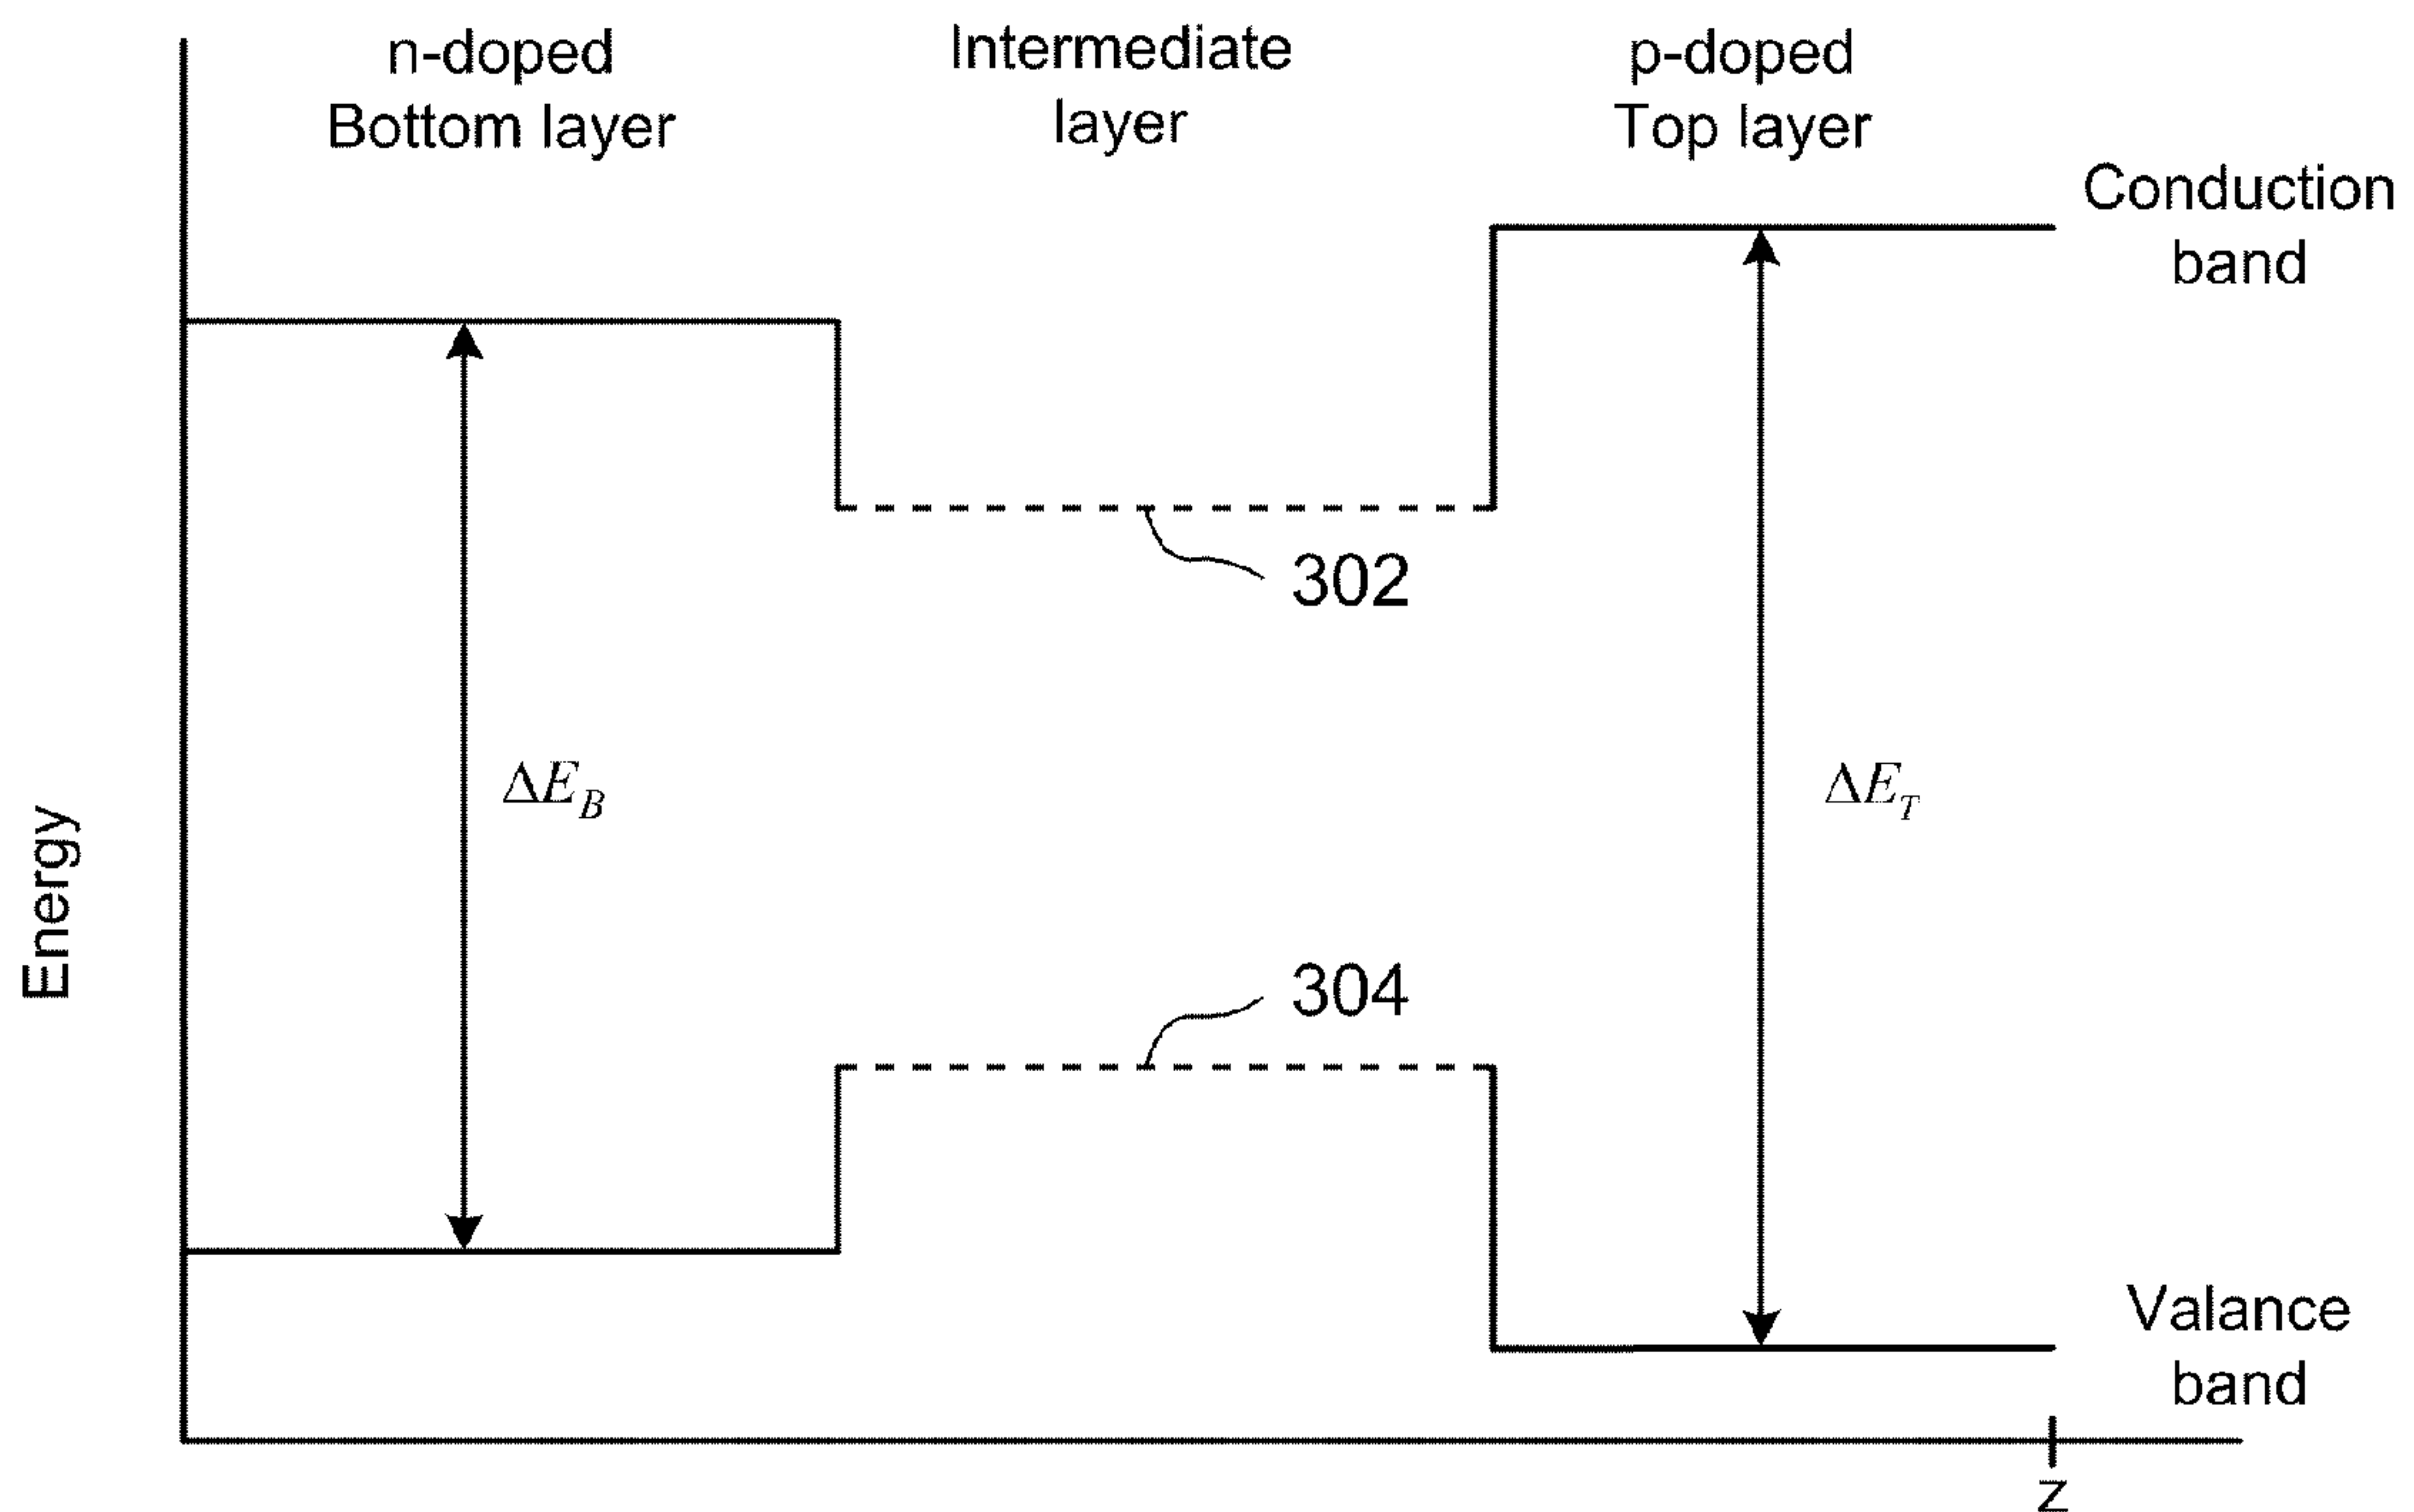 n-doped
Bottom layer
Intermediate
layer
p-doped
Top layer
Conduction
band
302
ΔE_B
ΔE_T
Energy
304
Valance
band
z